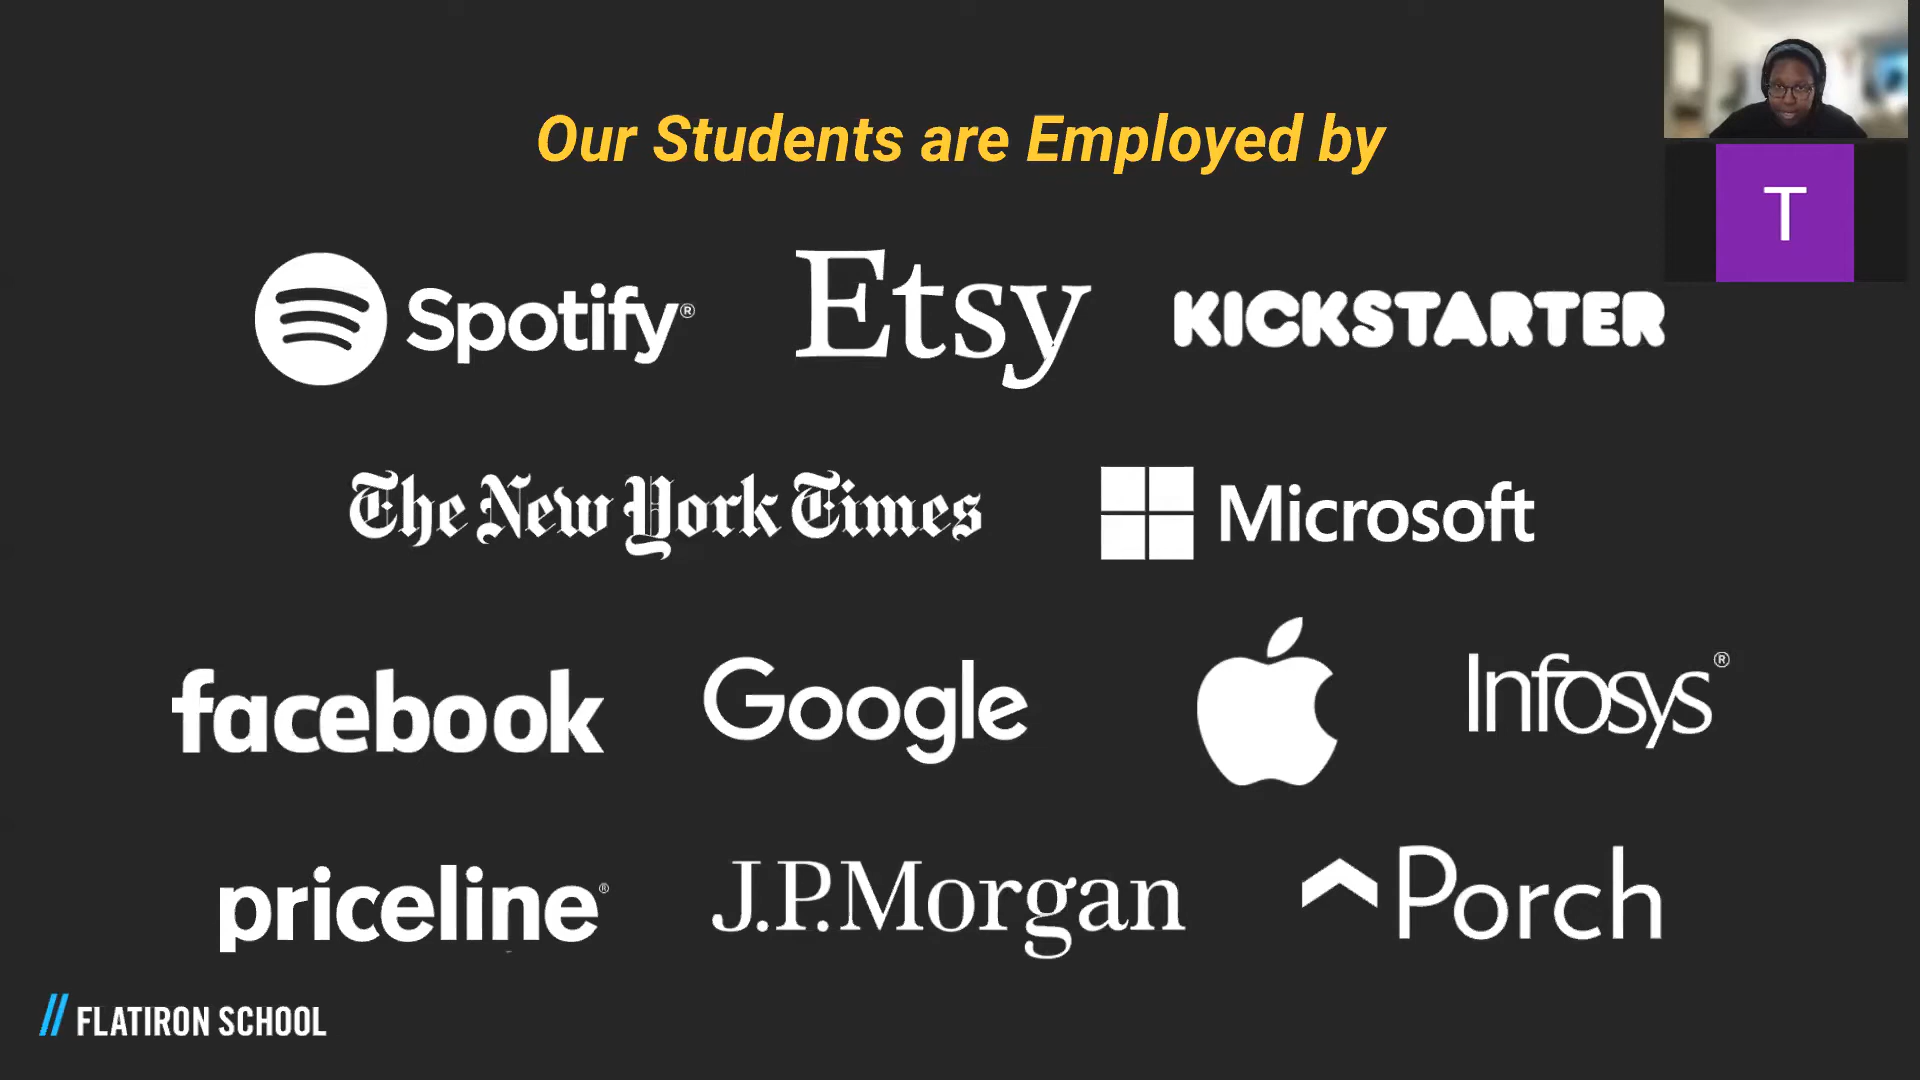 Our Students are Employed by
T
Spotify®
Etsy
KICKSTARTER
The New York Times
Microsoft
facebook
Google
Infosys®
priceline®
J.P.Morgan
Porch
// FLATIRON SCHOOL